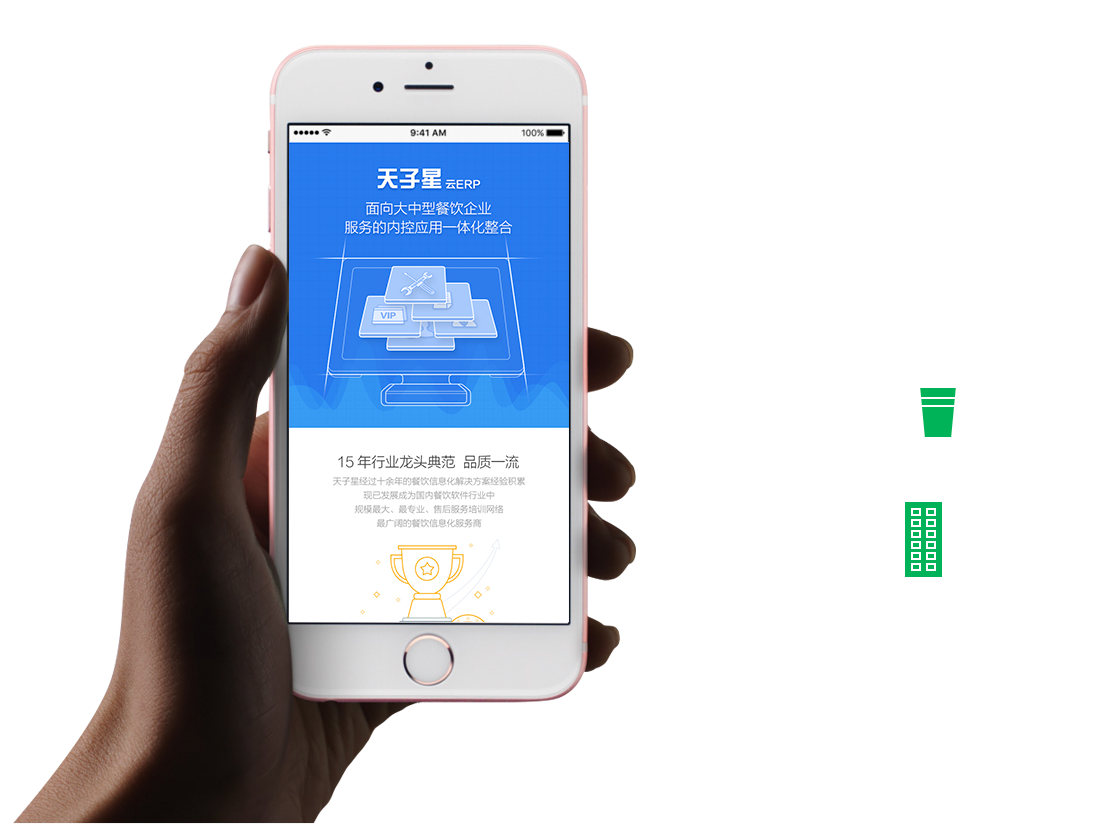 9:41 AM
100%
天子星 云ERP
面向大中型餐饮企业
服务的内控应用一体化整合
VIP
15 年行业龙头典范 品质一流
天子星经过十余年的餐饮信息化解决方案经验积累
现已发展成为国内餐饮软件行业中
规模最大、最专业、售后服务培训网络
最广阔的餐饮信息化服务商